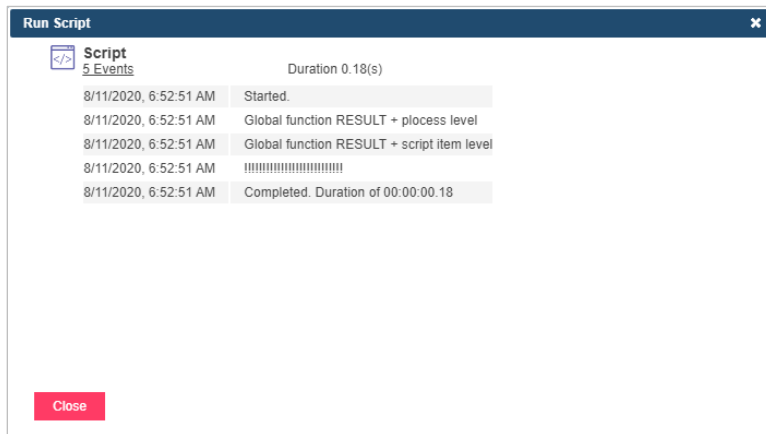 Run Script
Script
5 Events Duration 0.18(s)
8/11/2020, 6:52:51 AM Started.
8/11/2020, 6:52:51 AM Global function RESULT + plocess level
8/11/2020, 6:52:51 AM Global function RESULT + script item level
8/11/2020, 6:52:51 AM !!!!!!!!!!!!!!!!!!!!!!!!!!!
8/11/2020, 6:52:51 AM Completed. Duration of 00:00:00.18
Close